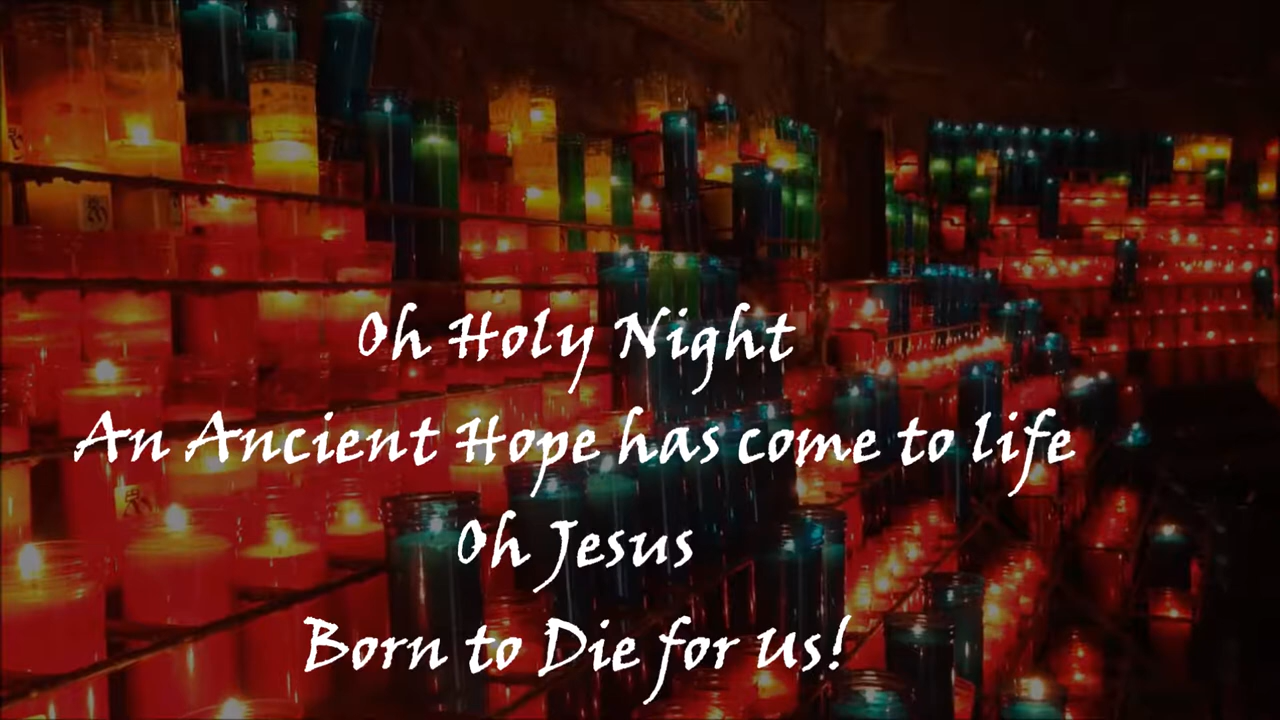 Oh Holy Night
An Ancient Hope has come to life
Oh Jesus
Born to Die for Us!